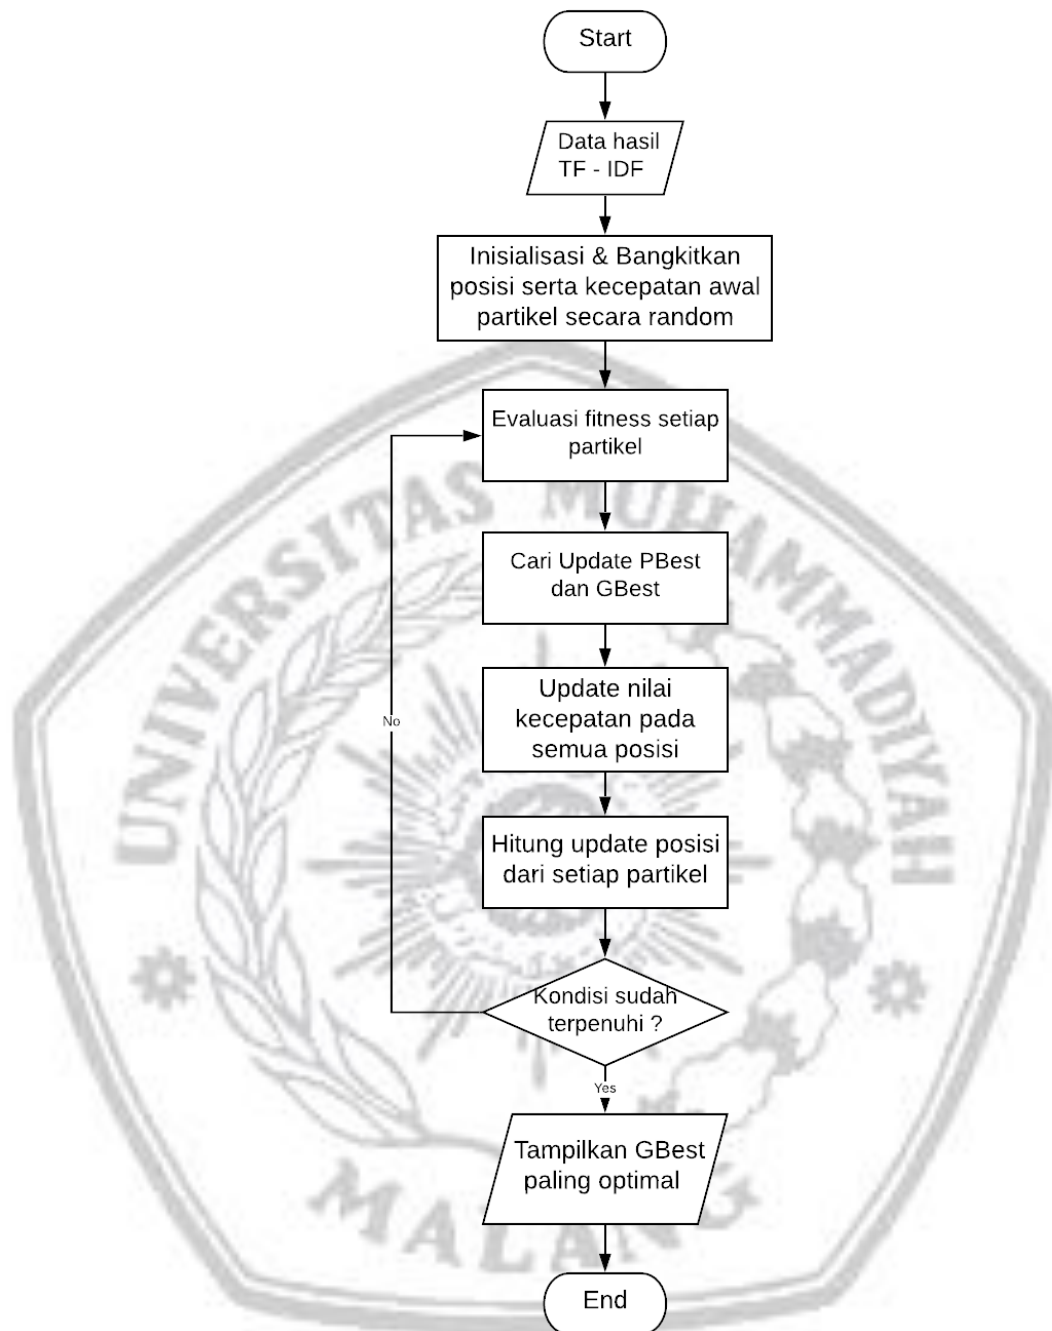 Start
Data hasil
TF - IDF
Inisialisasi & Bangkitkan
posisi serta kecepatan awal
partikel secara random
Evaluasi fitness setiap
partikel
Cari Update PBest
dan GBest
Update nilai
kecepatan pada
semua posisi
No
Hitung update posisi
dari setiap partikel
Kondisi sudah
terpenuhi ?
Yes
Tampilkan GBest
paling optimal
End
UNIVERSITAS MUHAMMADIYAH
MALANG